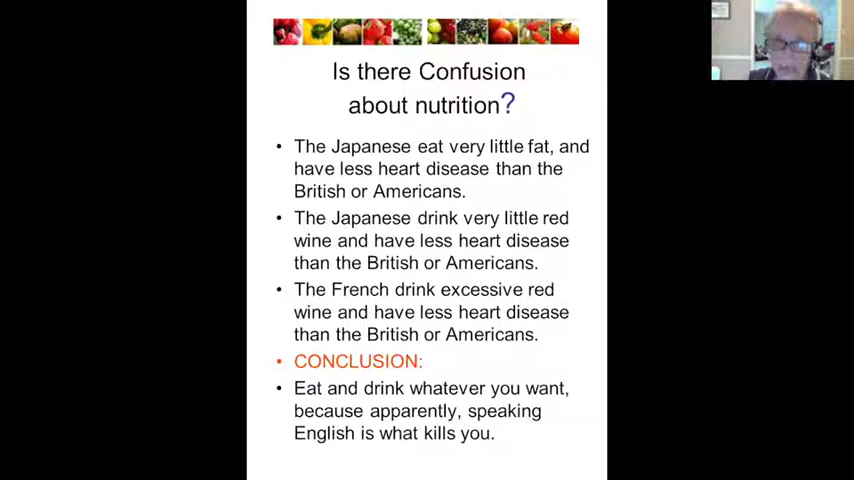 Is there Confusion
about nutrition?
• The Japanese eat very little fat, and
have less heart disease than the
British or Americans.
• The Japanese drink very little red
wine and have less heart disease
than the British or Americans.
• The French drink excessive red
wine and have less heart disease
than the British or Americans.
• CONCLUSION:
• Eat and drink whatever you want,
because apparently, speaking
English is what kills you.